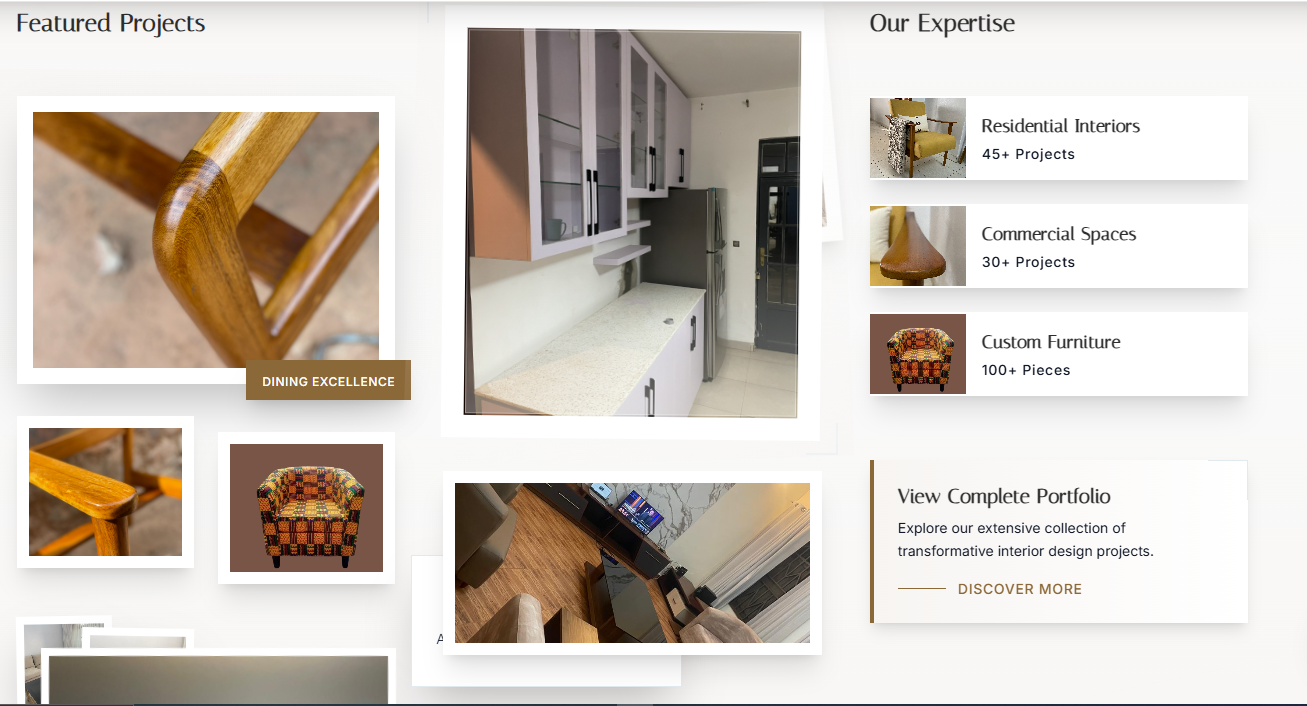 Featured Projects
DINING EXCELLENCE
A
Our Expertise
Residential Interiors
45+ Projects
Commercial Spaces
30+ Projects
Custom Furniture
100+ Pieces
View Complete Portfolio
Explore our extensive collection of
transformative interior design projects.
DISCOVER MORE